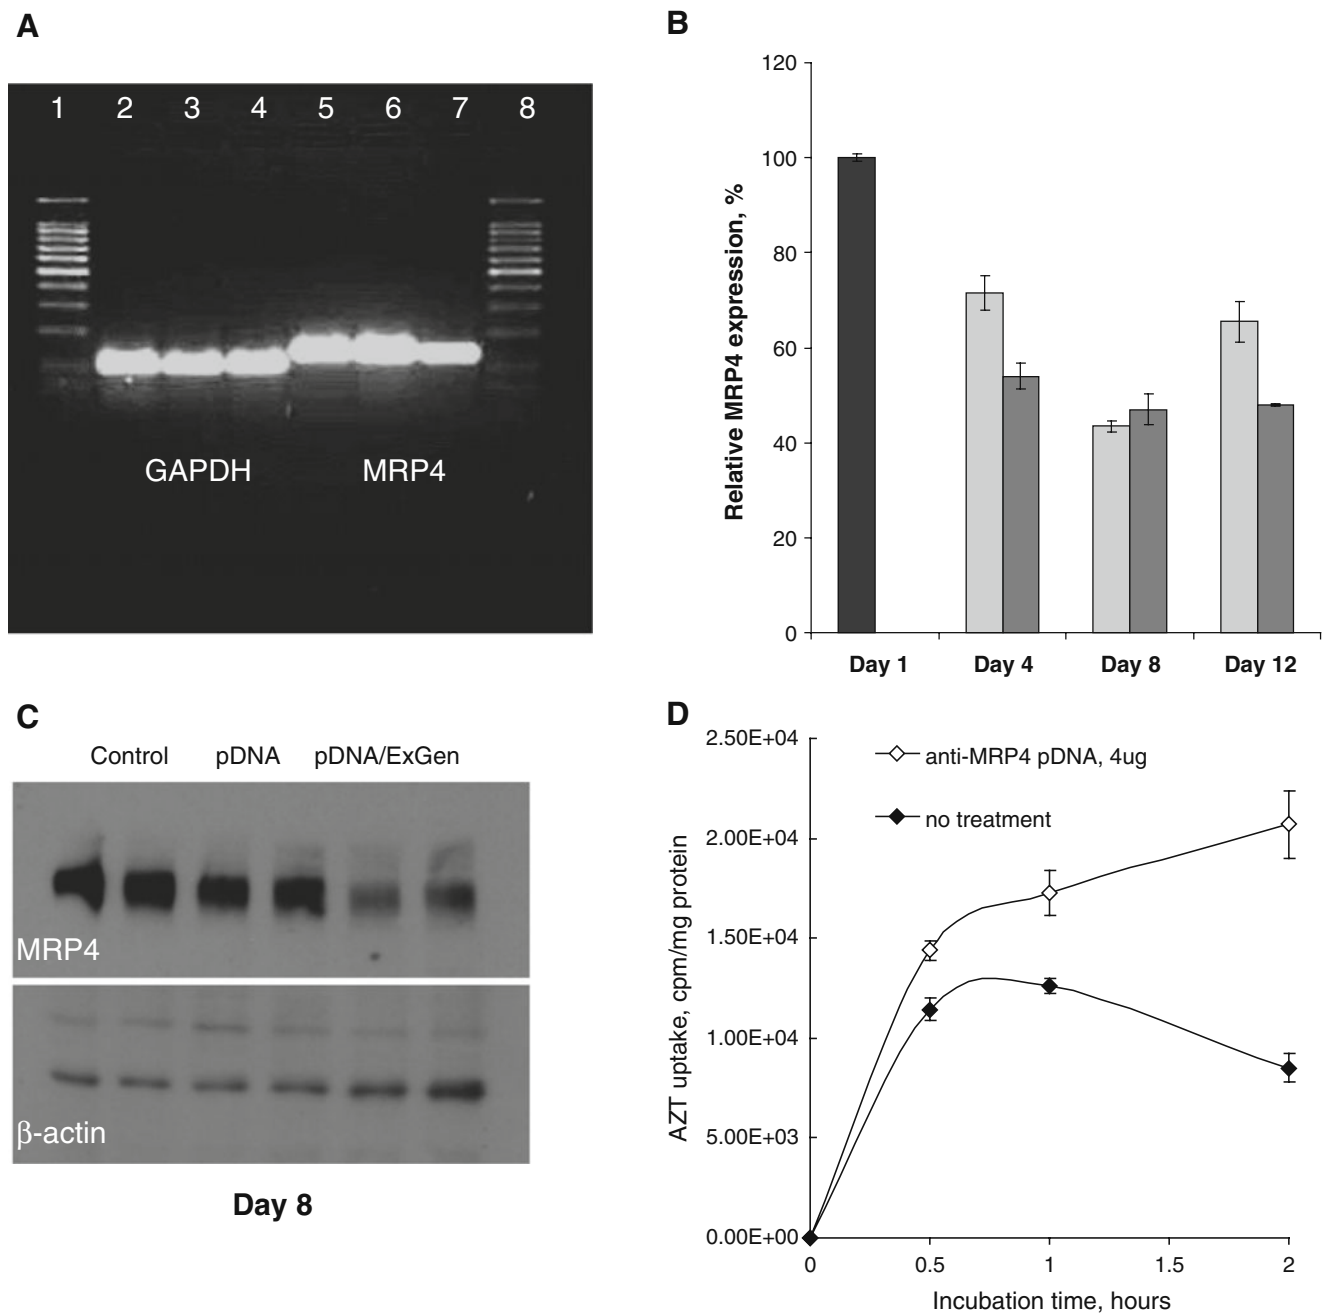 A
1 2 3 4 5 6 7 8
GAPDH MRP4
B
120
100
80
60
40
20
0
Relative MRP4 expression, %
Day 1 Day 4 Day 8 Day 12
C
Control pDNA pDNA/ExGen
MRP4
β-actin
Day 8
D
2.50E+04
2.00E+04
1.50E+04
1.00E+04
5.00E+03
0.00E+00
AZT uptake, cpm/mg protein
anti-MRP4 pDNA, 4ug
no treatment
0 0.5 1 1.5 2
Incubation time, hours